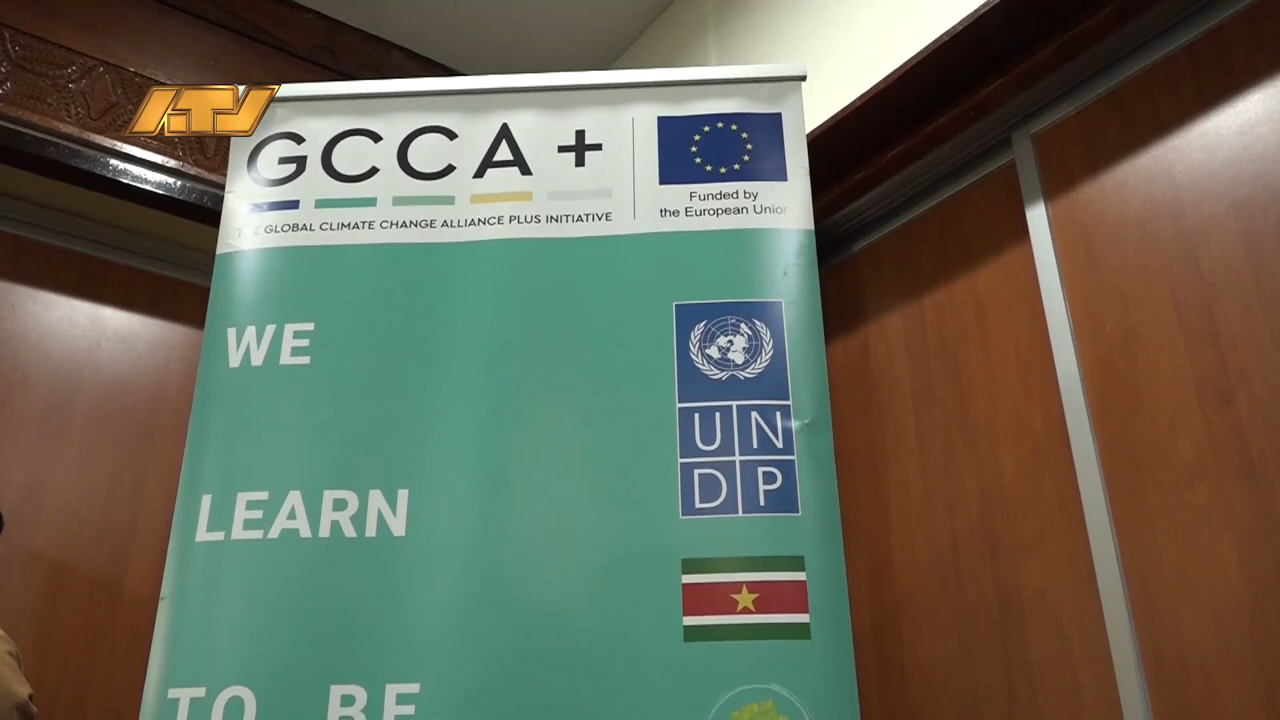 ATV
GCCA+
THE GLOBAL CLIMATE CHANGE ALLIANCE PLUS INITIATIVE
Funded by
the European Union
WE
LEARN
TO BE
UN
DP